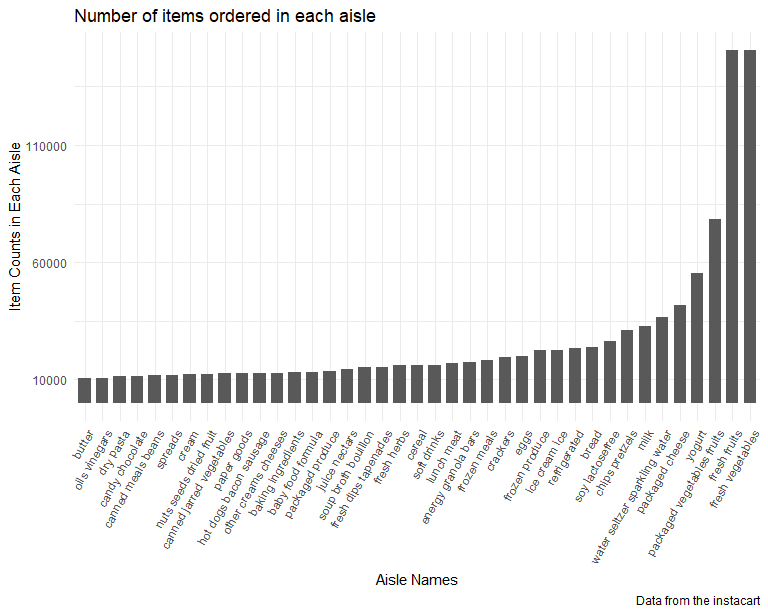 Number of items ordered in each aisle
Item Counts in Each Aisle
110000
60000
10000
butter
oils vinegars
dry pasta
candy chocolate
canned meals beans
spreads
cream
nuts seeds dried fruit
canned jarred vegetables
paper goods
hot dogs bacon sausage
other creams cheeses
baking ingredients
baby food formula
packaged produce
juice nectars
soup broth bouillon
fresh dips tapenades
fresh herbs
cereal
soft drinks
lunch meat
energy granola bars
frozen meals
crackers
eggs
frozen produce
ice cream ice
refrigerated
bread
soy lactosefree
chips pretzels
milk
water seltzer sparkling water
packaged cheese
yogurt
packaged vegetables fruits
fresh fruits
fresh vegetables
Aisle Names
Data from the instacart